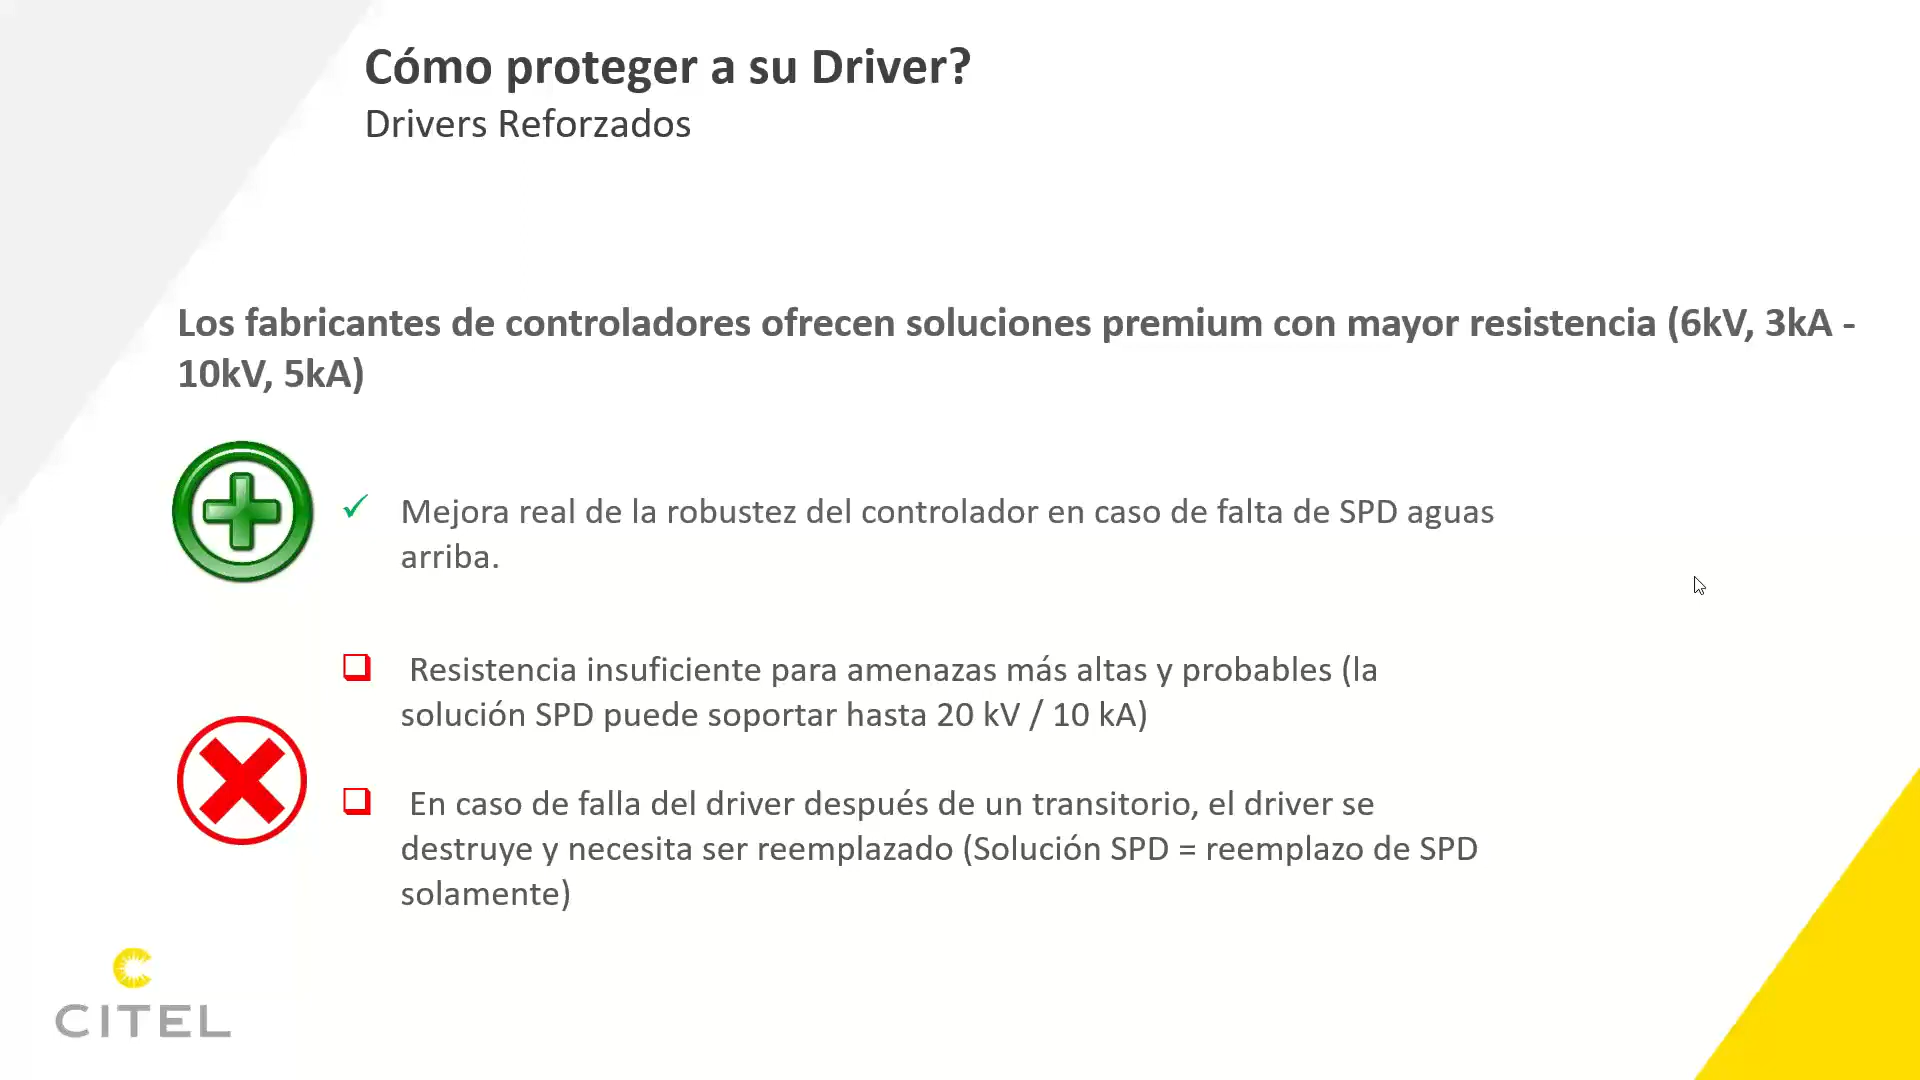 Cómo proteger a su Driver?
Drivers Reforzados
Los fabricantes de controladores ofrecen soluciones premium con mayor resistencia (6kV, 3kA -
10kV, 5kA)
Mejora real de la robustez del controlador en caso de falta de SPD aguas
arriba.
Resistencia insuficiente para amenazas más altas y probables (la
solución SPD puede soportar hasta 20 kV / 10 kA)
En caso de falla del driver después de un transitorio, el driver se
destruye y necesita ser reemplazado (Solución SPD = reemplazo de SPD
solamente)
CITEL